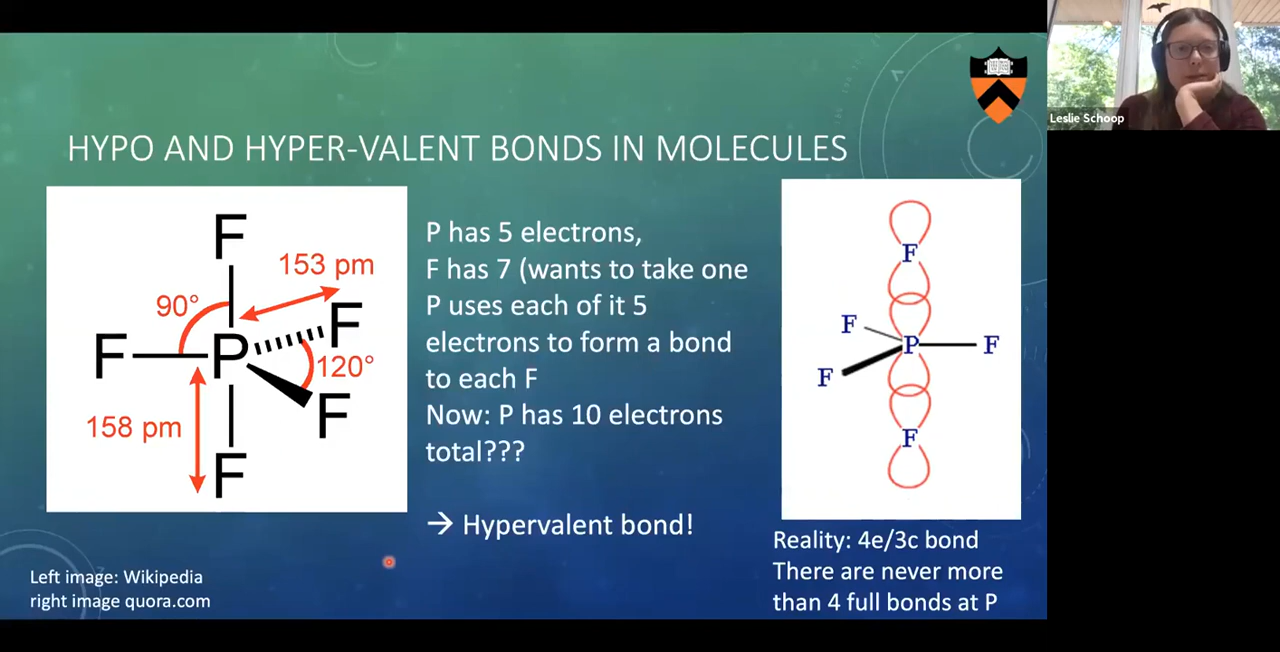 Leslie Schoop
HYPO AND HYPER-VALENT BONDS IN MOLECULES
F
153 pm
90°
F
F
P
120°
F
158 pm
F
P has 5 electrons,
F has 7 (wants to take one
P uses each of it 5
electrons to form a bond
to each F
Now: P has 10 electrons
total???
→ Hypervalent bond!
F
F
P
F
F
F
Reality: 4e/3c bond
There are never more
than 4 full bonds at P
Left image: Wikipedia
right image quora.com